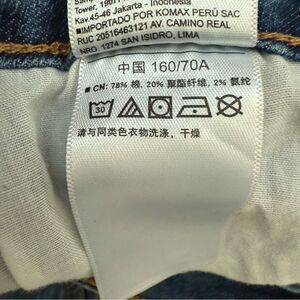 Tower, 
Kav.45-46 Jakarta - Indonesia
■IMPORTADO POR KOMAX PERÚ SAC
RUC 20516463121 AV. CAMINO REAL
NRO. 1274 SAN ISIDRO, LIMA
中国 160/70A
■ CN: 78% 棉, 20% 聚酯纤维, 2% 氨纶
30
请与同类色衣物洗涤，干燥